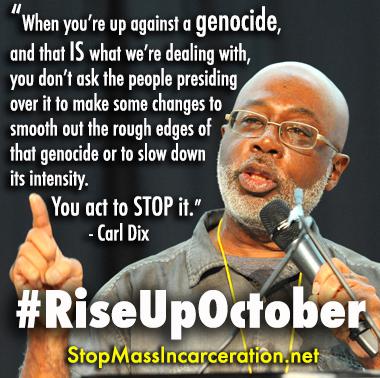 “When you’re up against a genocide,
and that IS what we’re dealing with,
you don’t ask the people presiding
over it to make some changes to
smooth out the rough edges of
that genocide or to slow down
its intensity.
You act to STOP it.”
- Carl Dix
#RiseUpOctober
StopMassIncarceration.net